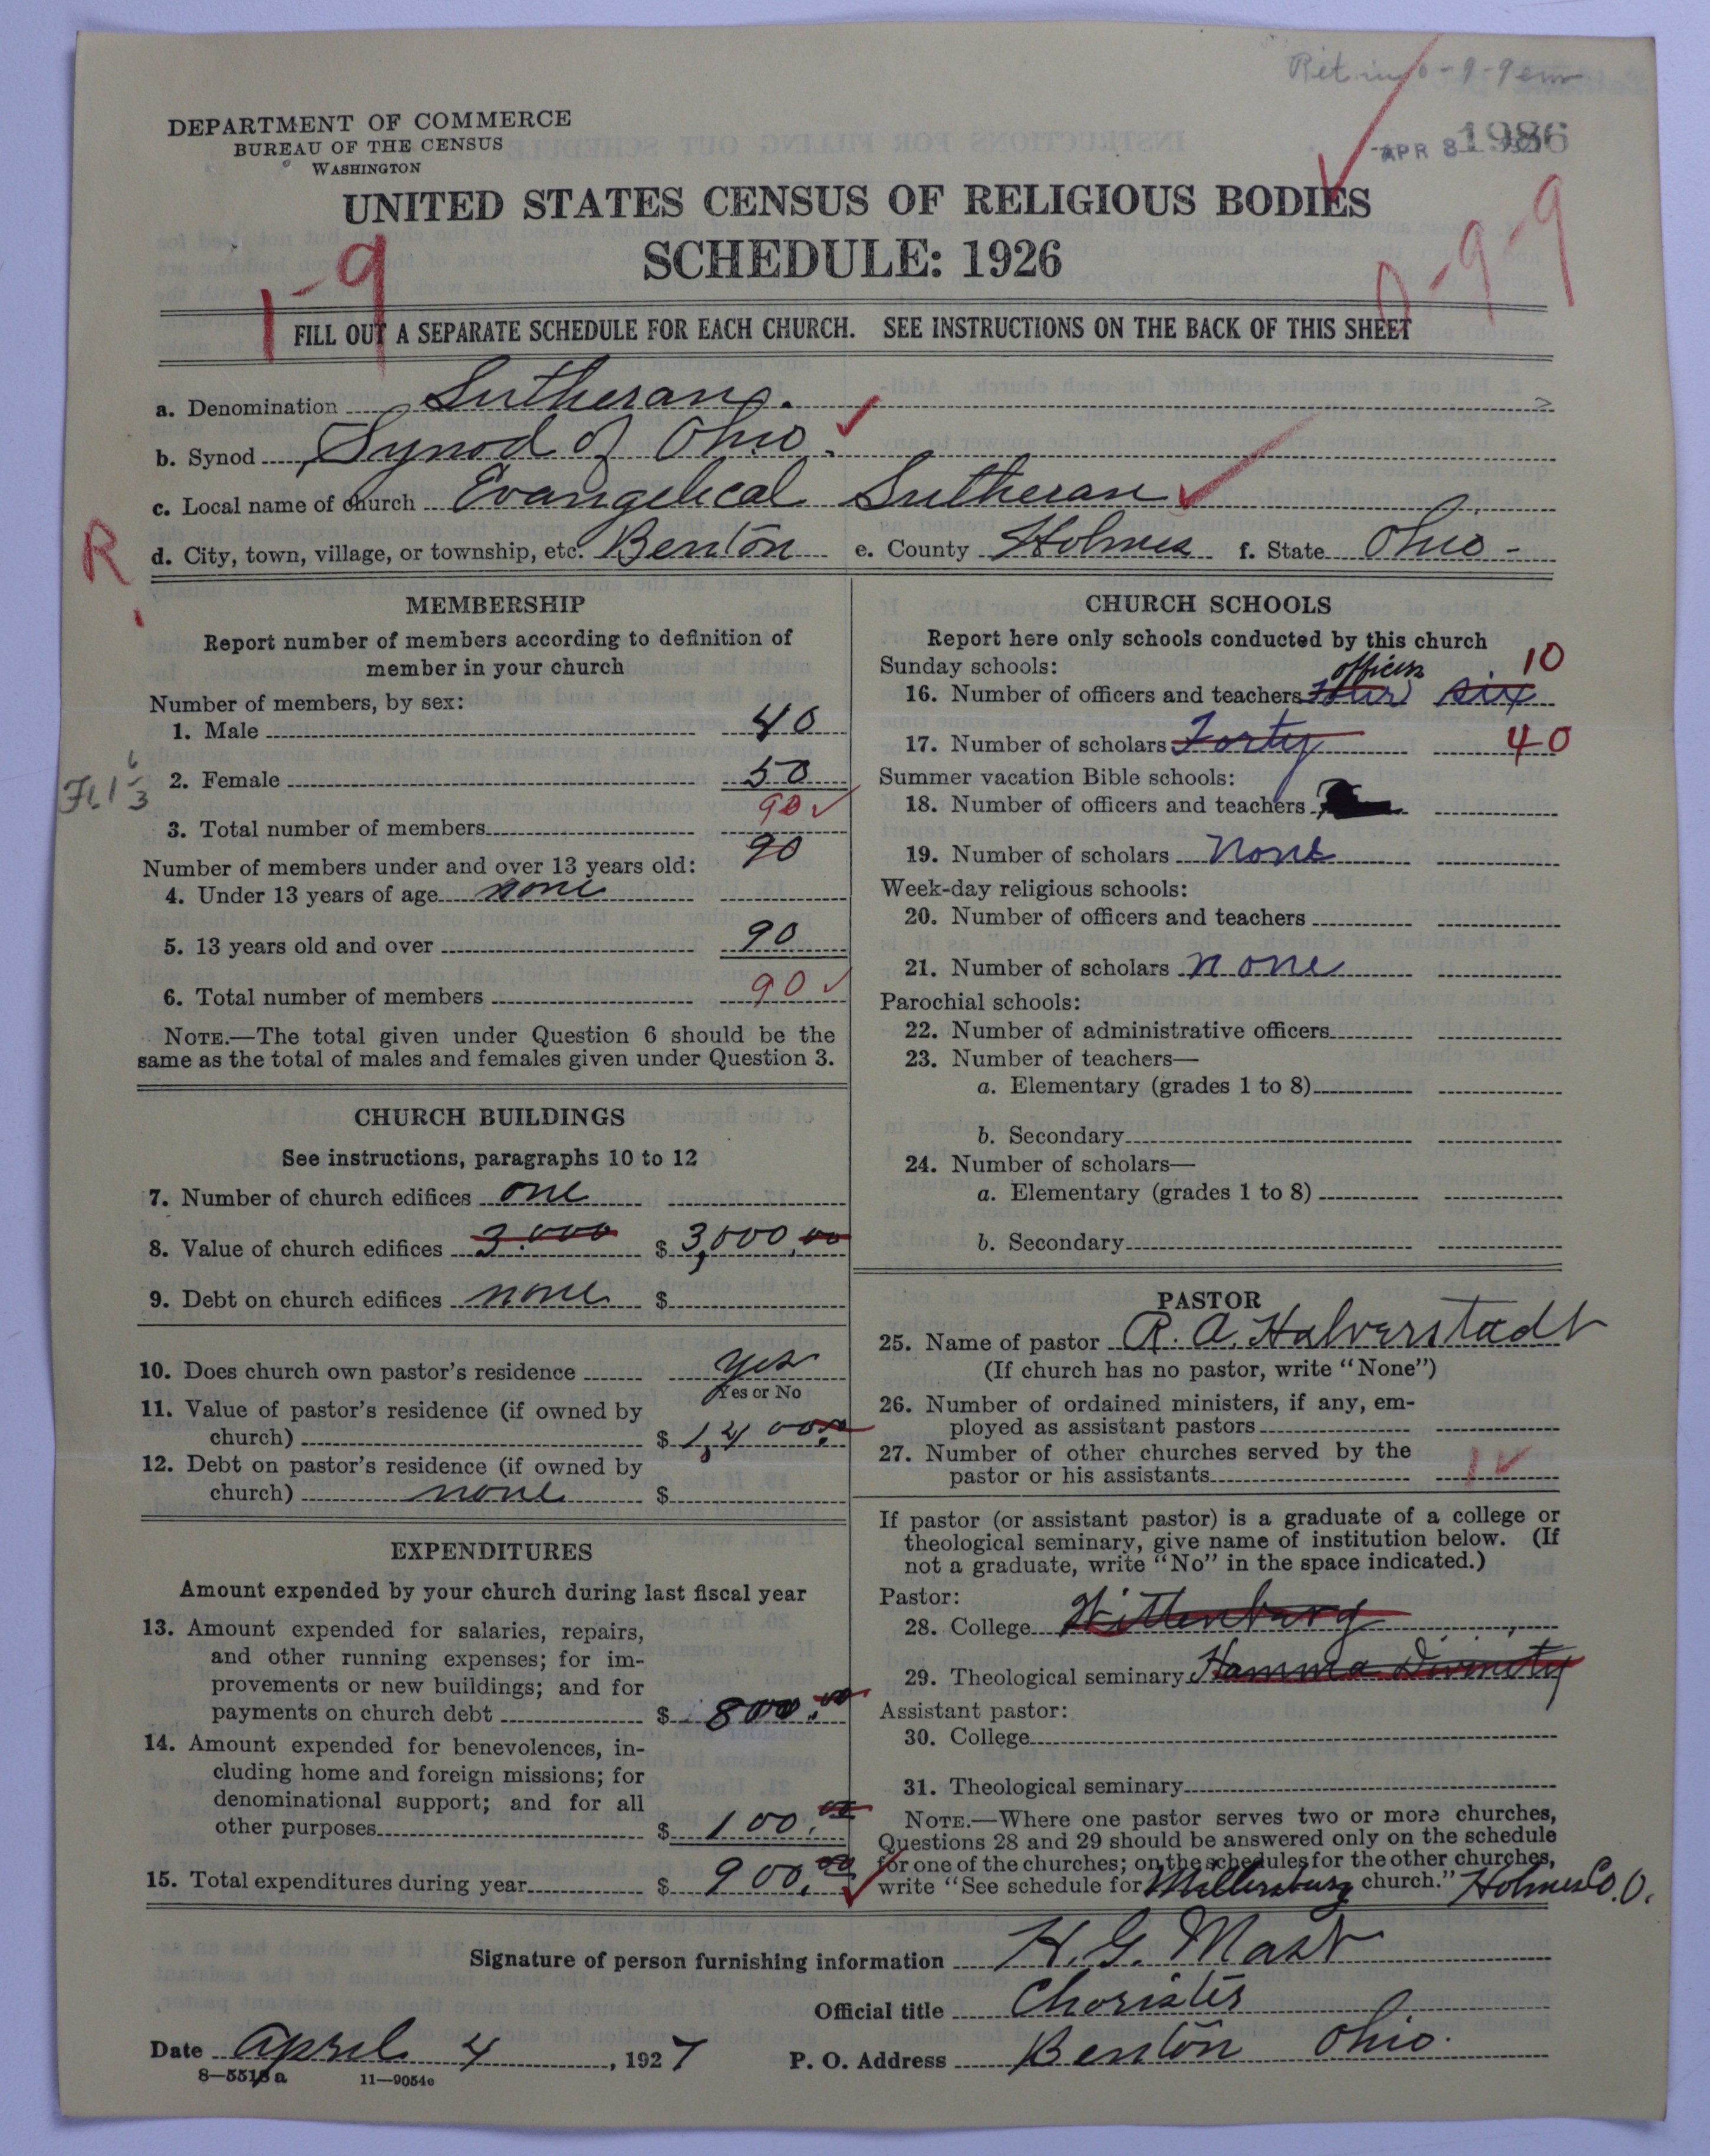 Ret in 0-9-9 em
DEPARTMENT OF COMMERCE
BUREAU OF THE CENSUS
WASHINGTON
APR 8
1986
UNITED STATES CENSUS OF RELIGIOUS BODIES
SCHEDULE: 1926
1-9
0-9-9
FILL OUT A SEPARATE SCHEDULE FOR EACH CHURCH. SEE INSTRUCTIONS ON THE BACK OF THIS SHEET
a. Denomination Lutheran.
b. Synod Synod of Ohio.
c. Local name of church Evangelical Lutheran
R
d. City, town, village, or township, etc. Benton e. County Holmes f. State Ohio -
MEMBERSHIP
Report number of members according to definition of
member in your church
Number of members, by sex:
1. Male 40
2. Female 50
90 ✓
3. Total number of members 90
Number of members under and over 13 years old:
4. Under 13 years of age none
5. 13 years old and over 90
6. Total number of members 90 ✓
NOTE.—The total given under Question 6 should be the
same as the total of males and females given under Question 3.
CHURCH BUILDINGS
See instructions, paragraphs 10 to 12
7. Number of church edifices one
8. Value of church edifices 3.000 $ 3,000.00
9. Debt on church edifices none $
10. Does church own pastor's residence yes
Yes or No
11. Value of pastor's residence (if owned by
church) $ 1,400.00
12. Debt on pastor's residence (if owned by
church) none $
EXPENDITURES
Amount expended by your church during last fiscal year
13. Amount expended for salaries, repairs,
and other running expenses; for im-
provements or new buildings; and for
payments on church debt $ 800.00
14. Amount expended for benevolences, in-
cluding home and foreign missions; for
denominational support; and for all
other purposes $ 100.00
15. Total expenditures during year $ 900.00
CHURCH SCHOOLS
Report here only schools conducted by this church
Sunday schools:
officers 10
16. Number of officers and teachers four six
17. Number of scholars Forty 40
Summer vacation Bible schools:
18. Number of officers and teachers
19. Number of scholars none
Week-day religious schools:
20. Number of officers and teachers
21. Number of scholars none
Parochial schools:
22. Number of administrative officers
23. Number of teachers—
a. Elementary (grades 1 to 8)
b. Secondary
24. Number of scholars—
a. Elementary (grades 1 to 8)
b. Secondary
PASTOR
25. Name of pastor R. A. Halverstadt
(If church has no pastor, write "None")
26. Number of ordained ministers, if any, em-
ployed as assistant pastors
27. Number of other churches served by the
pastor or his assistants 1 ✓
If pastor (or assistant pastor) is a graduate of a college or
theological seminary, give name of institution below. (If
not a graduate, write "No" in the space indicated.)
Pastor:
28. College Wittenburg
29. Theological seminary Hamma Divinity
Assistant pastor:
30. College
31. Theological seminary
NOTE.—Where one pastor serves two or more churches,
Questions 28 and 29 should be answered only on the schedule
for one of the churches; on the schedules for the other churches,
write "See schedule for Millersburg church." Holmes Co. O.
Signature of person furnishing information H. G. Mast
Official title Chorister
Date April 4, 1927 P. O. Address Benton Ohio.
8—5513 a 11—9054c